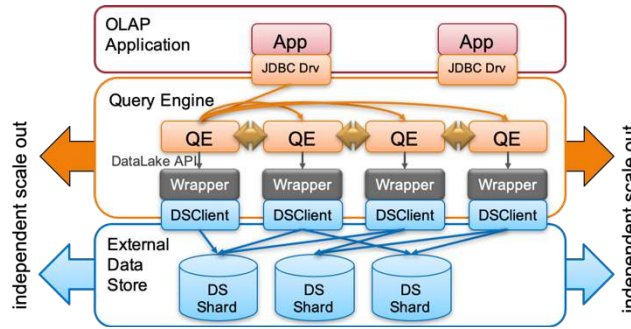 OLAP
Application
App
App
JDBC Drv
JDBC Drv
Query Engine
QE
QE
QE
QE
DataLake API
Wrapper
Wrapper
Wrapper
Wrapper
DSClient
DSClient
DSClient
DSClient
External
Data
Store
DS
Shard
DS
Shard
DS
Shard
independent scale out
independent scale out